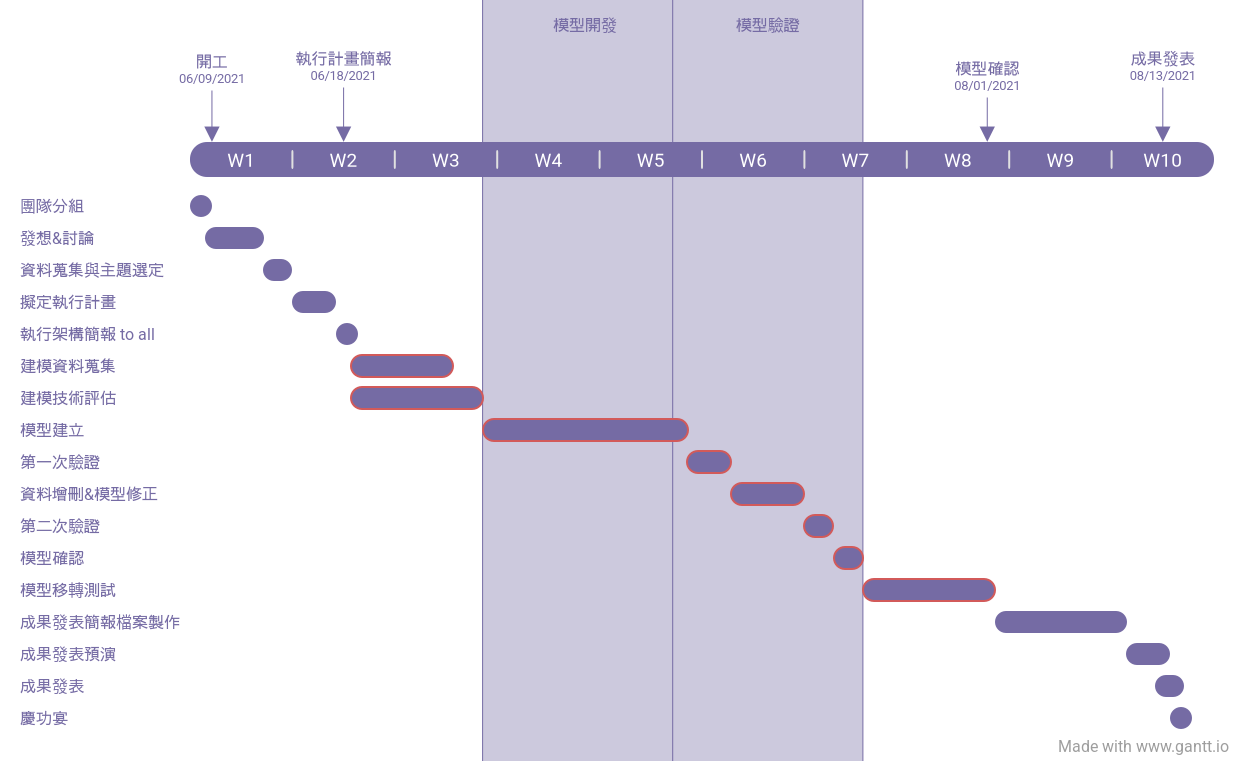 模型開發
模型驗證
開工
06/09/2021
執行計畫簡報
06/18/2021
模型確認
08/01/2021
成果發表
08/13/2021
W1
W2
W3
W4
W5
W6
W7
W8
W9
W10
團隊分組
發想&討論
資料蒐集與主題選定
擬定執行計畫
執行架構簡報 to all
建模資料蒐集
建模技術評估
模型建立
第一次驗證
資料增刪&模型修正
第二次驗證
模型確認
模型移轉測試
成果發表簡報檔案製作
成果發表預演
成果發表
慶功宴
Made with www.gantt.io